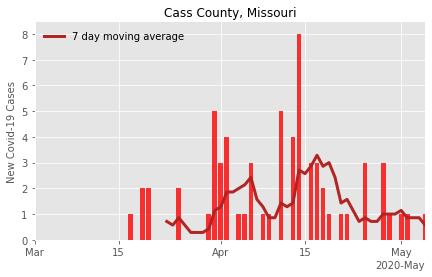 Cass County, Missouri
7 day moving average
New Covid-19 Cases
8
7
6
5
4
3
2
1
0
Mar 15 Apr 15 May
2020-May